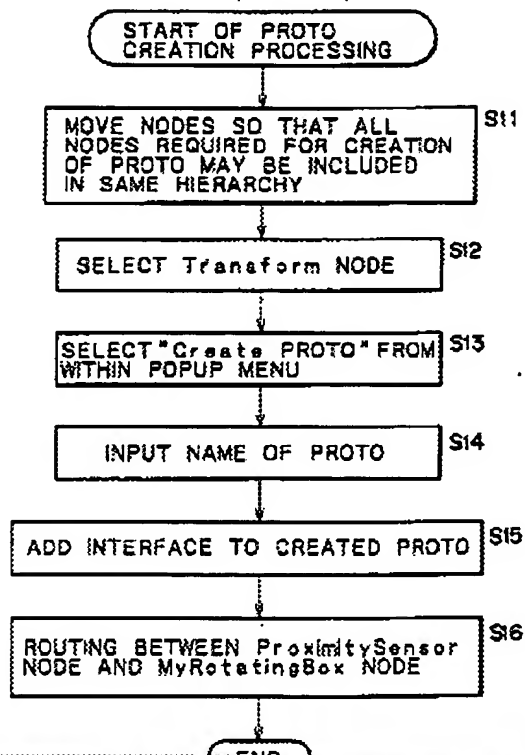 START OF PROTO
CREATION PROCESSING
MOVE NODES SO THAT ALL
NODES REQUIRED FOR CREATION
OF PROTO MAY BE INCLUDED
IN SAME HIERARCHY
S11
SELECT Transform NODE
S12
SELECT "Create PROTO" FROM
WITHIN POPUP MENU
S13
INPUT NAME OF PROTO
S14
ADD INTERFACE TO CREATED PROTO
S15
ROUTING BETWEEN ProximitySensor
NODE AND MyRotatingBox NODE
S16
END